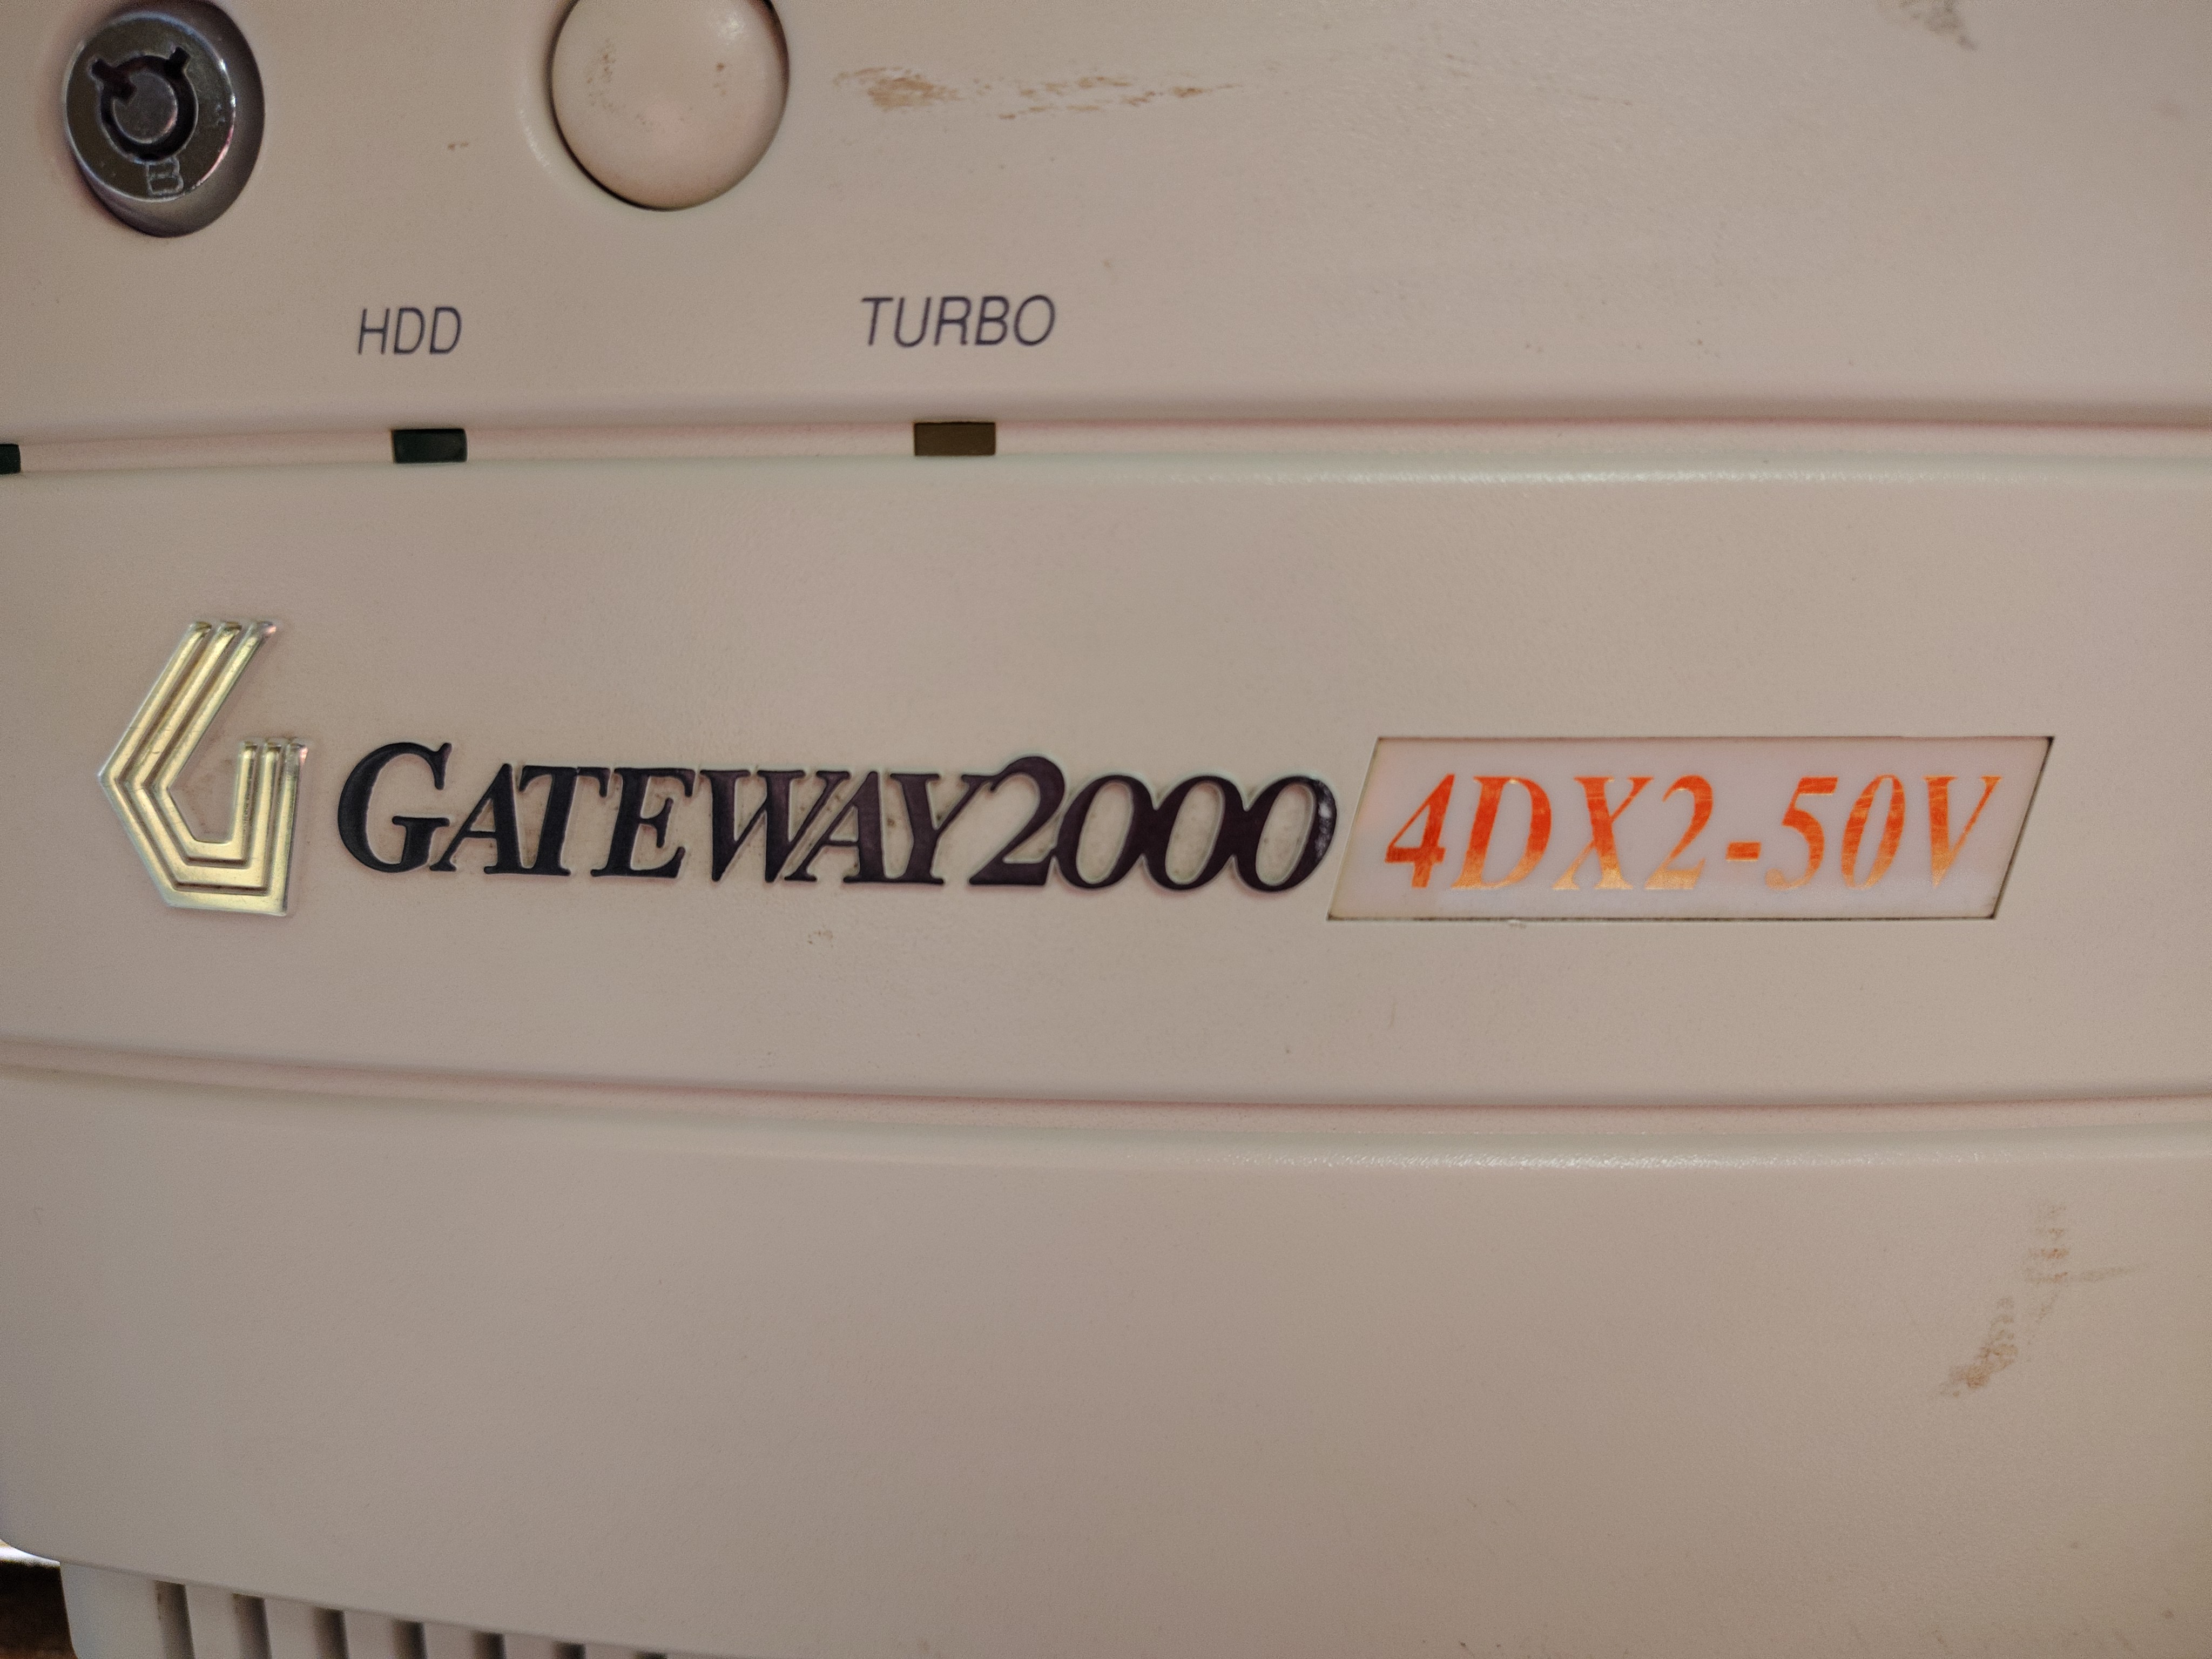 HDD TURBO
GATEWAY2000 4DX2-50V